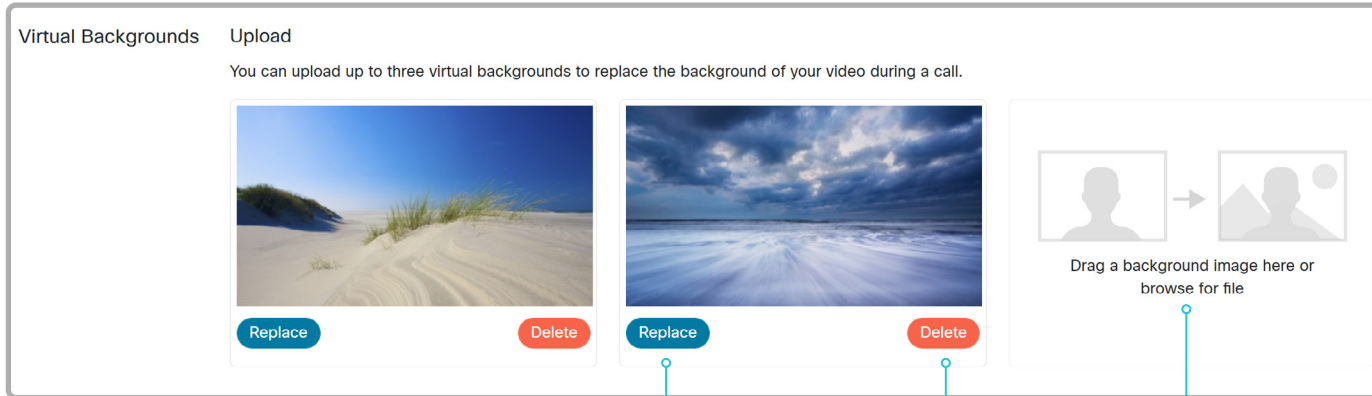 Virtual Backgrounds
Upload
You can upload up to three virtual backgrounds to replace the background of your video during a call.
Replace
Delete
Replace
Delete
Drag a background image here or
browse for file